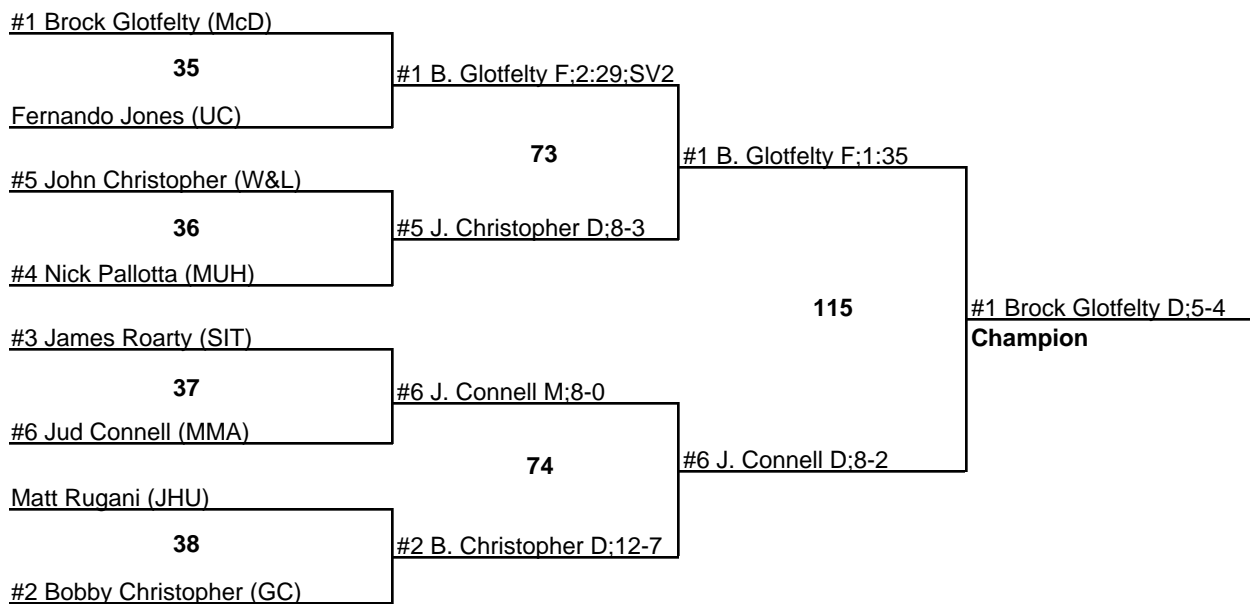 #1 Brock Glotfelty (McD)
35
#1 B. Glotfelty F;2:29;SV2
Fernando Jones (UC)
73
#1 B. Glotfelty F;1:35
#5 John Christopher (W&L)
36
#5 J. Christopher D;8-3
#4 Nick Pallotta (MUH)
115
#1 Brock Glotfelty D;5-4
Champion
#3 James Roarty (SIT)
37
#6 J. Connell M;8-0
#6 Jud Connell (MMA)
74
#6 J. Connell D;8-2
Matt Rugani (JHU)
38
#2 B. Christopher D;12-7
#2 Bobby Christopher (GC)